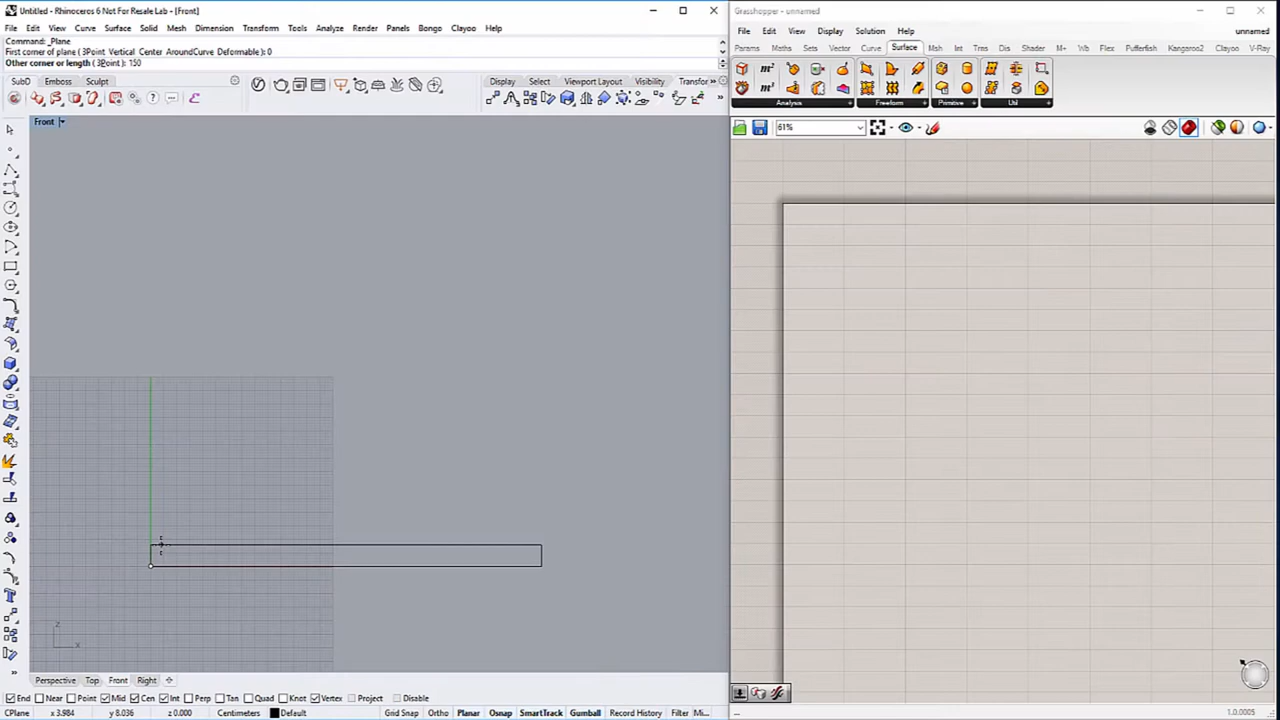 Untitled - Rhinoceros 6 Not For Resale Lab - [Front]
File Edit View Curve Surface Solid Mesh Dimension Transform Tools Analyze Render Panels Bongo Clayoo Help
Command: _Plane
First corner of plane ( 3Point Vertical Center AroundCurve Deformable ): 0
Other corner or length ( 3Point ): 150
SubD Emboss Sculpt Display Select Viewport Layout Visibility Transfor
Front
z
x
Perspective Top Front Right
End Near Point Mid Cen Int Perp Tan Quad Knot Vertex Project Disable
CPlane x 3.984 y 8.036 z 0.000 Centimeters Default Grid Snap Ortho Planar Osnap SmartTrack Gumball Record History Filter Mi...
Grasshopper - unnamed
File Edit View Display Solution Help unnamed
Params Maths Sets Vector Curve Surface Msh Int Trns Dis Shader M+ Wb Flex Pufferfish Kangaroo2 Clayoo V-Ray
m² m²
Analysis Freeform Primitive Util
61%
1.0.0005